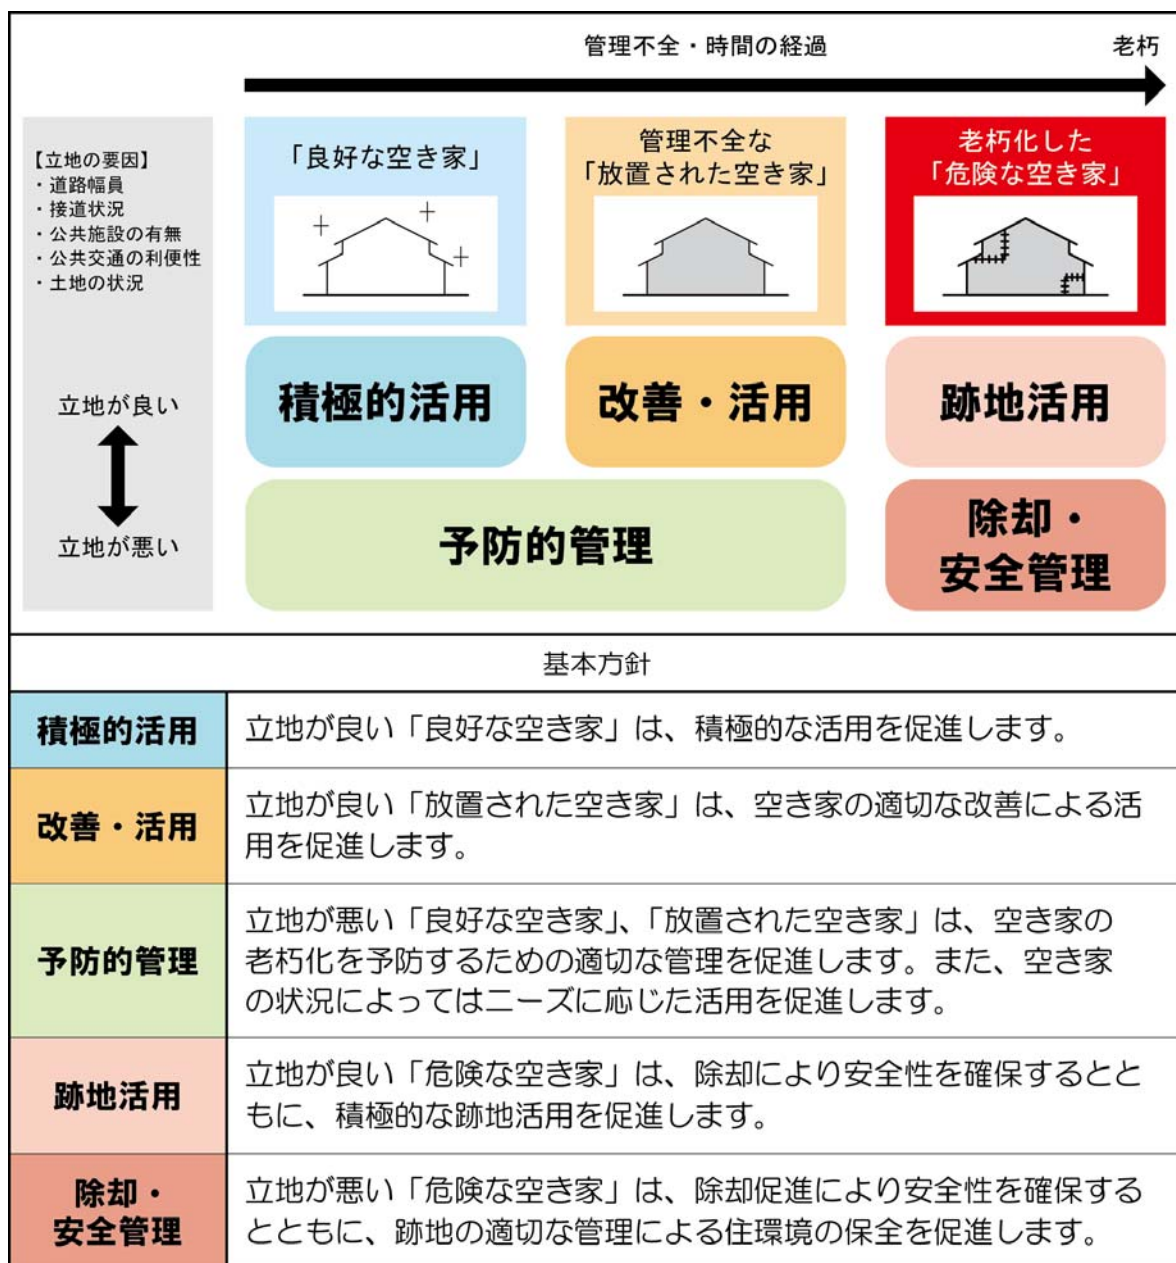 管理不全・時間の経過
老朽
【立地の要因】
・道路幅員
・接道状況
・公共施設の有無
・公共交通の利便性
・土地の状況
立地が良い
立地が悪い
「良好な空き家」
管理不全な
「放置された空き家」
老朽化した
「危険な空き家」
積極的活用
改善・活用
跡地活用
予防的管理
除却・
安全管理
基本方針
積極的活用
立地が良い「良好な空き家」は、積極的な活用を促進します。
改善・活用
立地が良い「放置された空き家」は、空き家の適切な改善による活
用を促進します。
予防的管理
立地が悪い「良好な空き家」、「放置された空き家」は、空き家の
老朽化を予防するための適切な管理を促進します。また、空き家
の状況によってはニーズに応じた活用を促進します。
跡地活用
立地が良い「危険な空き家」は、除却により安全性を確保するとと
もに、積極的な跡地活用を促進します。
除却・
安全管理
立地が悪い「危険な空き家」は、除却促進により安全性を確保する
とともに、跡地の適切な管理による住環境の保全を促進します。